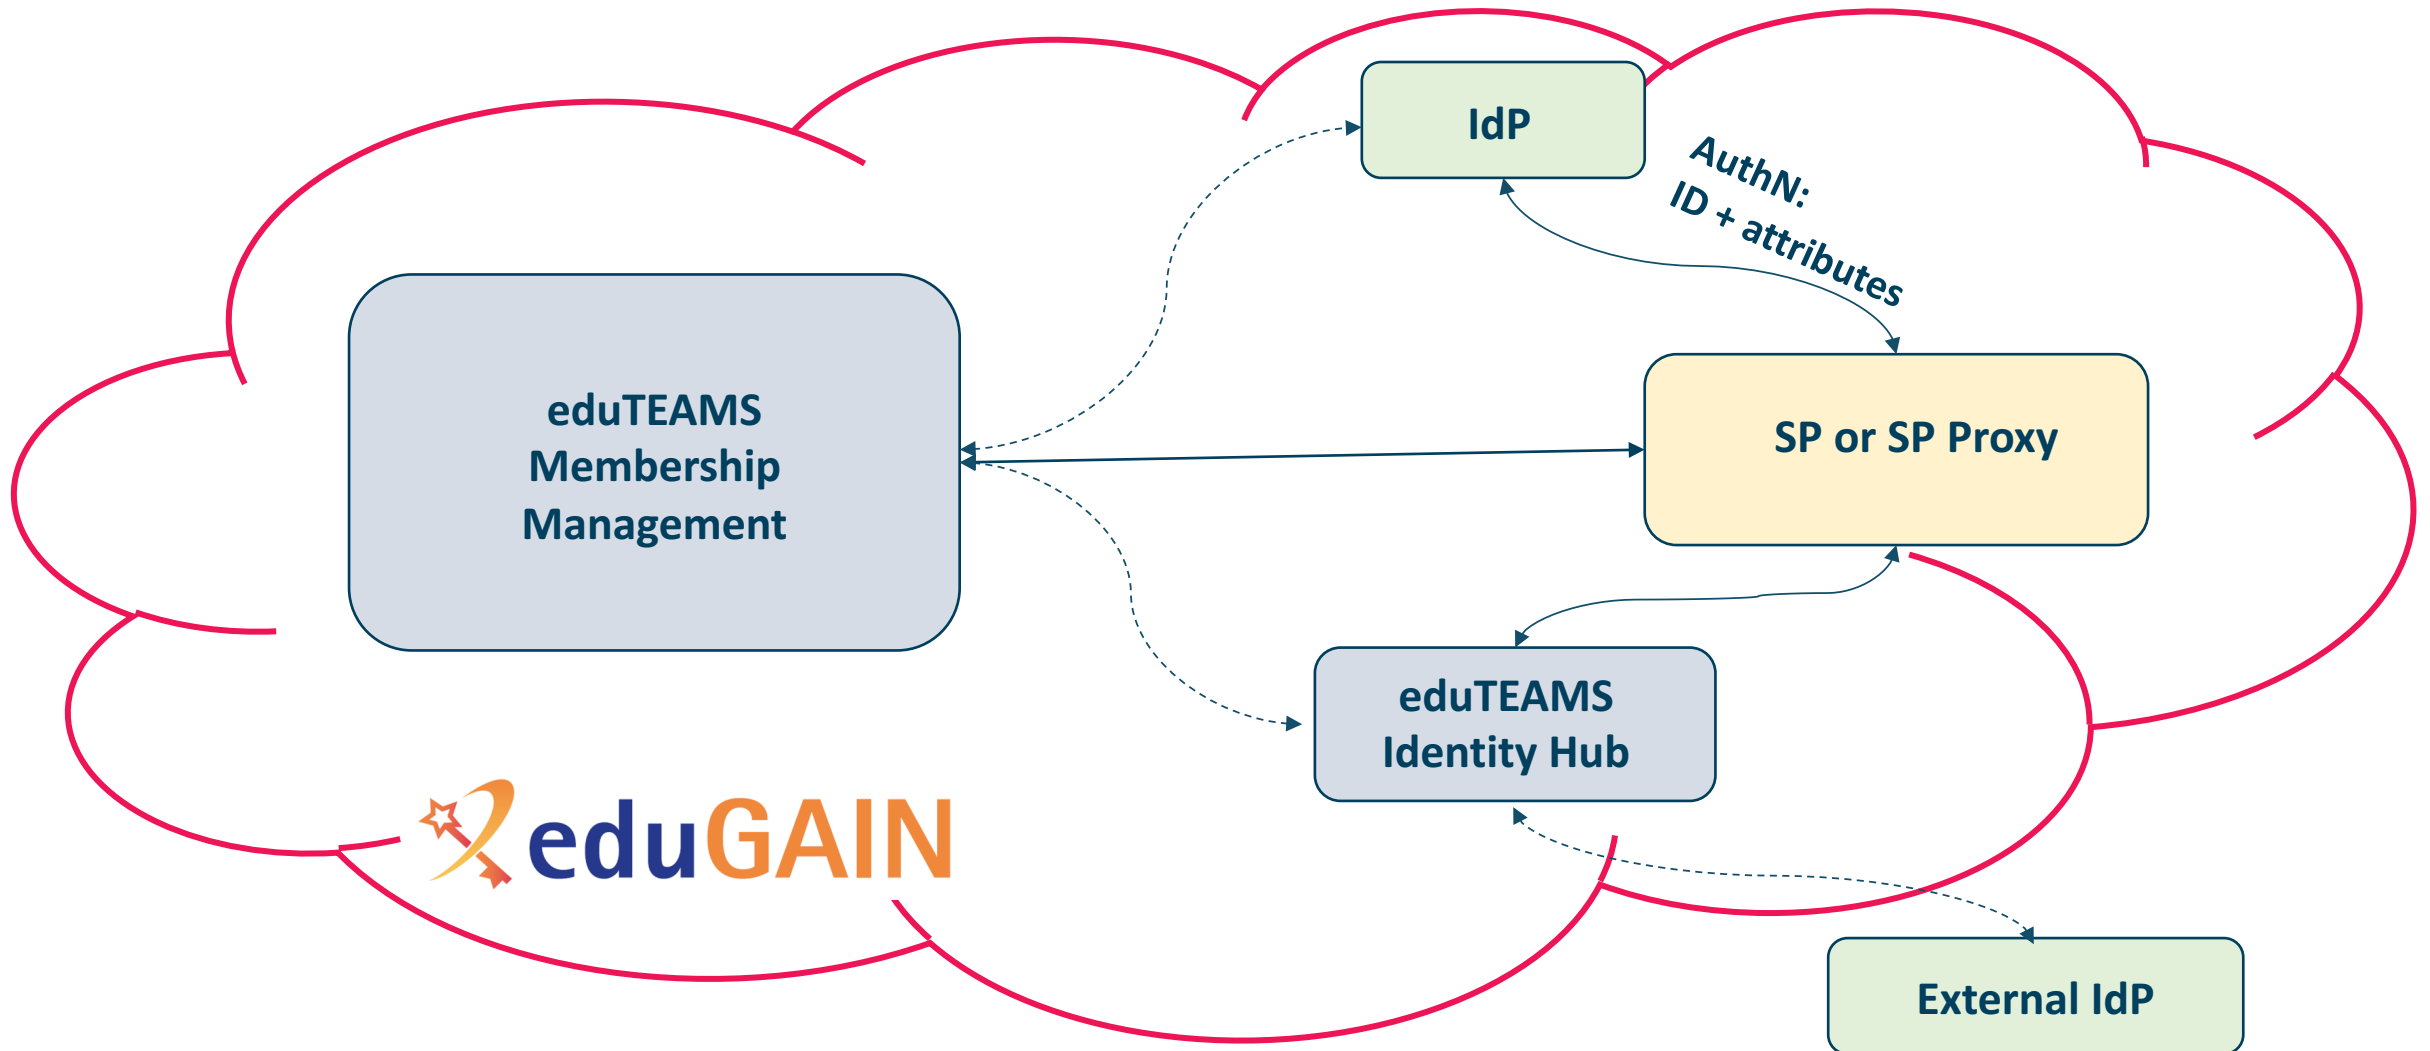 IdP
AuthN:
ID + attributes
eduTEAMS
Membership
Management
SP or SP Proxy
eduTEAMS
Identity Hub
eduGAIN
External IdP